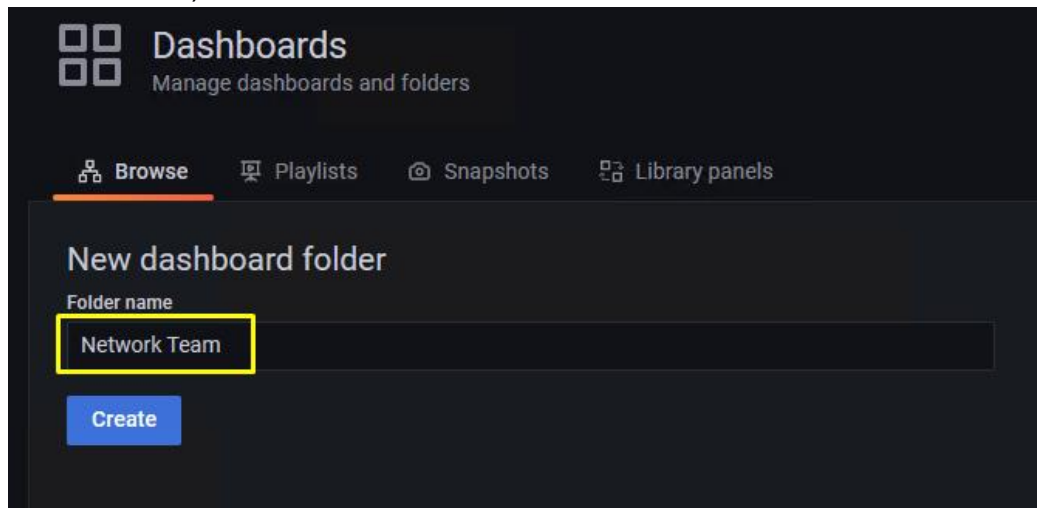 Dashboards
Manage dashboards and folders
Browse Playlists Snapshots Library panels
New dashboard folder
Folder name
Network Team
Create